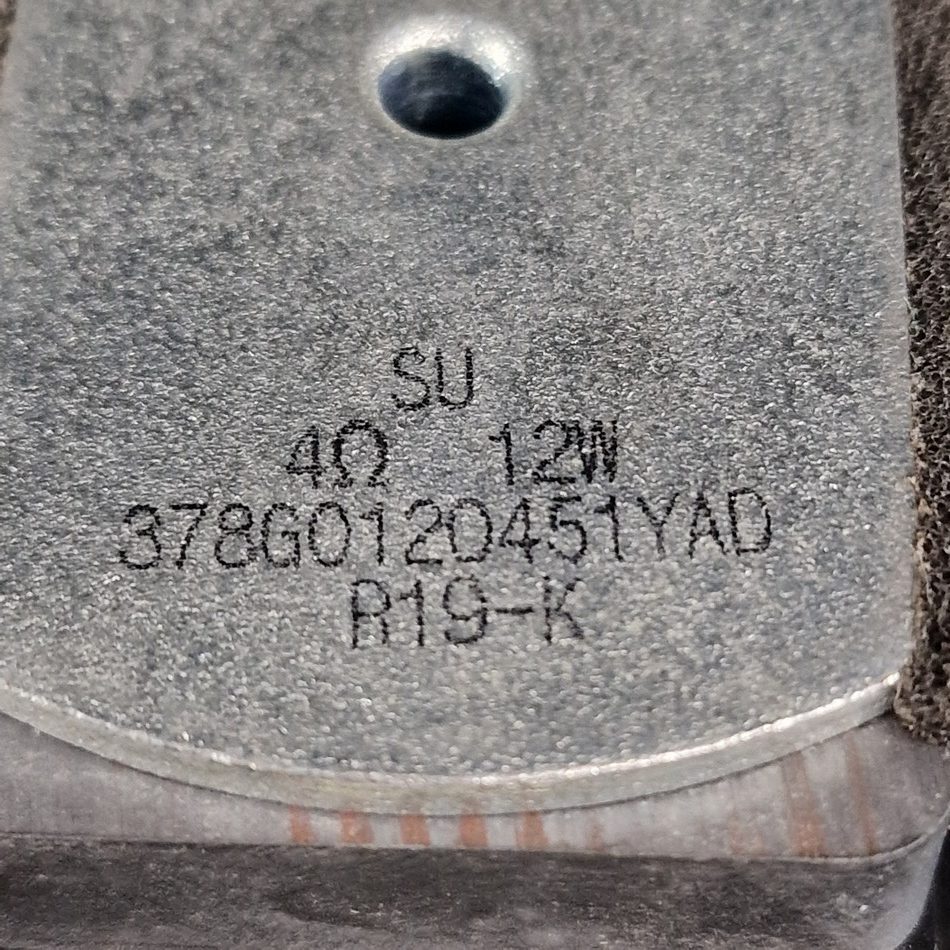 SU
4Ω 12W
378G0120451YAD
R19-K